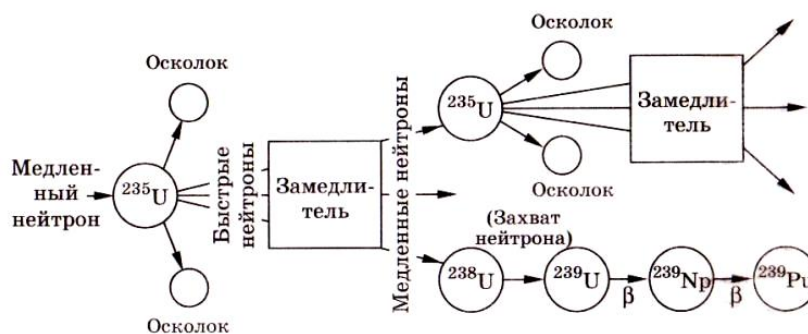 Осколок
Медлен-
ный
нейтрон
²³⁵U
Осколок
Быстрые
нейтроны
Замедли-
тель
Медленные нейтроны
Осколок
²³⁵U
Осколок
Замедли-
тель
(Захват
нейтрона)
²³⁸U
²³⁹U
β
²³⁹Np
β
²³⁹Pu